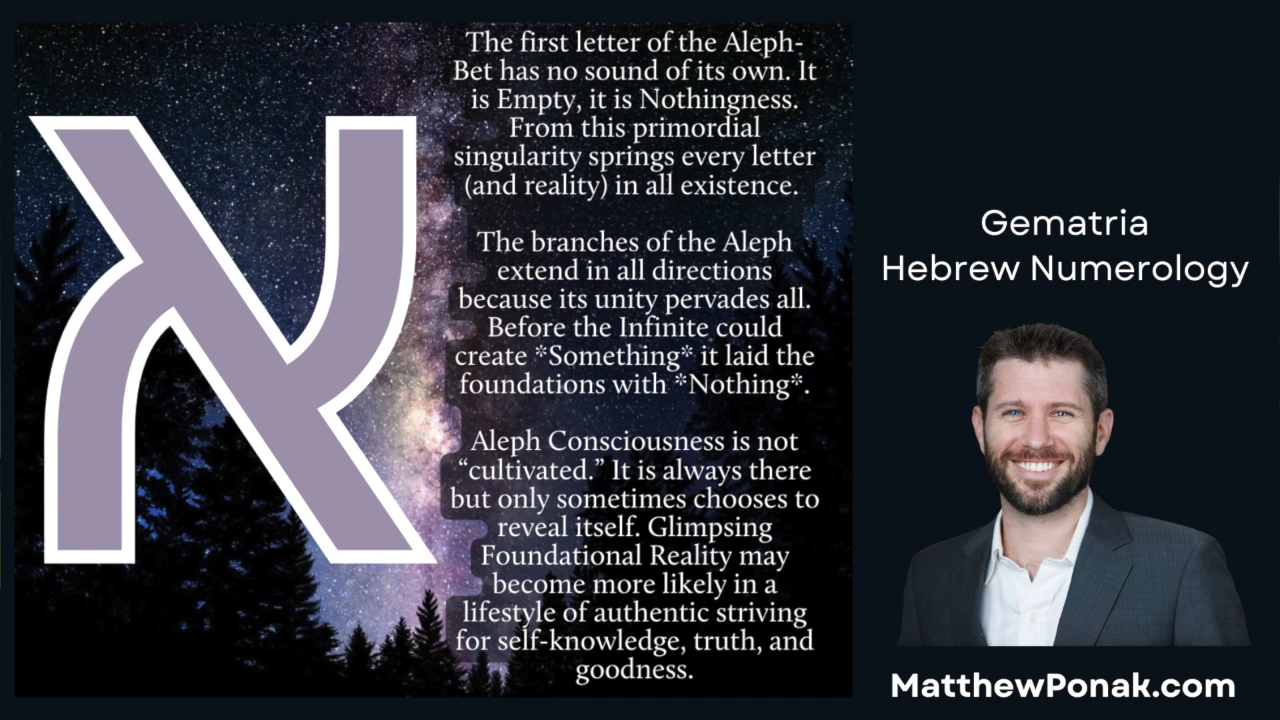 א
The first letter of the Aleph-
Bet has no sound of its own. It
is Empty, it is Nothingness.
From this primordial
singularity springs every letter
(and reality) in all existence.
The branches of the Aleph
extend in all directions
because its unity pervades all.
Before the Infinite could
create *Something* it laid the
foundations with *Nothing*.
Aleph Consciousness is not
“cultivated.” It is always there
but only sometimes chooses to
reveal itself. Glimpsing
Foundational Reality may
become more likely in a
lifestyle of authentic striving
for self-knowledge, truth, and
goodness.
Gematria
Hebrew Numerology
MatthewPonak.com